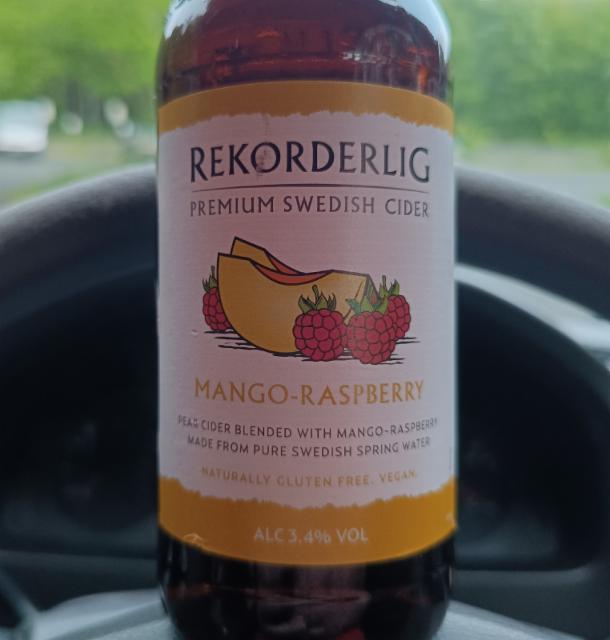 REKORDERLIG
PREMIUM SWEDISH CIDER
MANGO-RASPBERRY
PEAR CIDER BLENDED WITH MANGO-RASPBERRY
MADE FROM PURE SWEDISH SPRING WATER
NATURALLY GLUTEN FREE. VEGAN.
ALC 3.4% VOL